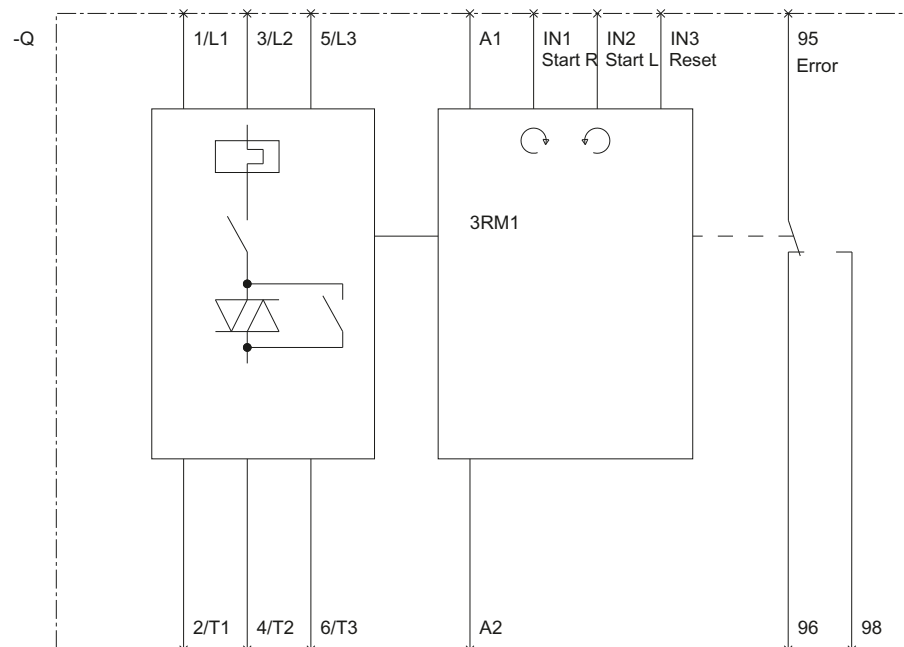 -Q
1/L1 3/L2 5/L3 A1 IN1 IN2 IN3 95
Start R Start L Reset Error
3RM1
2/T1 4/T2 6/T3 A2 96 98